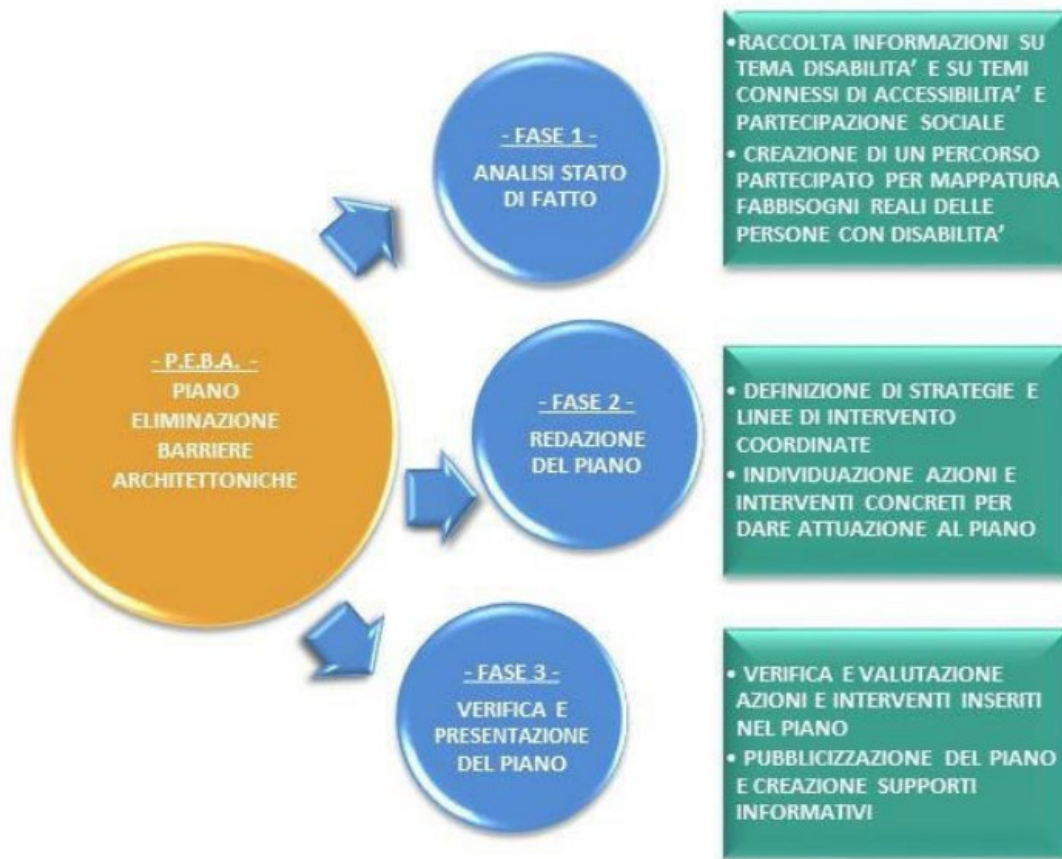 - P.E.B.A. -
PIANO
ELIMINAZIONE
BARRIERE
ARCHITETTONICHE
- FASE 1 -
ANALISI STATO
DI FATTO
•RACCOLTA INFORMAZIONI SU
TEMA DISABILITA' E SU TEMI
CONNESSI DI ACCESSIBILITA' E
PARTECIPAZIONE SOCIALE
• CREAZIONE DI UN PERCORSO
PARTECIPATO PER MAPPATURA
FABBISOGNI REALI DELLE
PERSONE CON DISABILITA'
- FASE 2 -
REDAZIONE
DEL PIANO
• DEFINIZIONE DI STRATEGIE E
LINEE DI INTERVENTO
COORDINATE
• INDIVIDUAZIONE AZIONI E
INTERVENTI CONCRETI PER
DARE ATTUAZIONE AL PIANO
- FASE 3 -
VERIFICA E
PRESENTAZIONE
DEL PIANO
• VERIFICA E VALUTAZIONE
AZIONI E INTERVENTI INSERITI
NEL PIANO
• PUBBLICIZZAZIONE DEL PIANO
E CREAZIONE SUPPORTI
INFORMATIVI